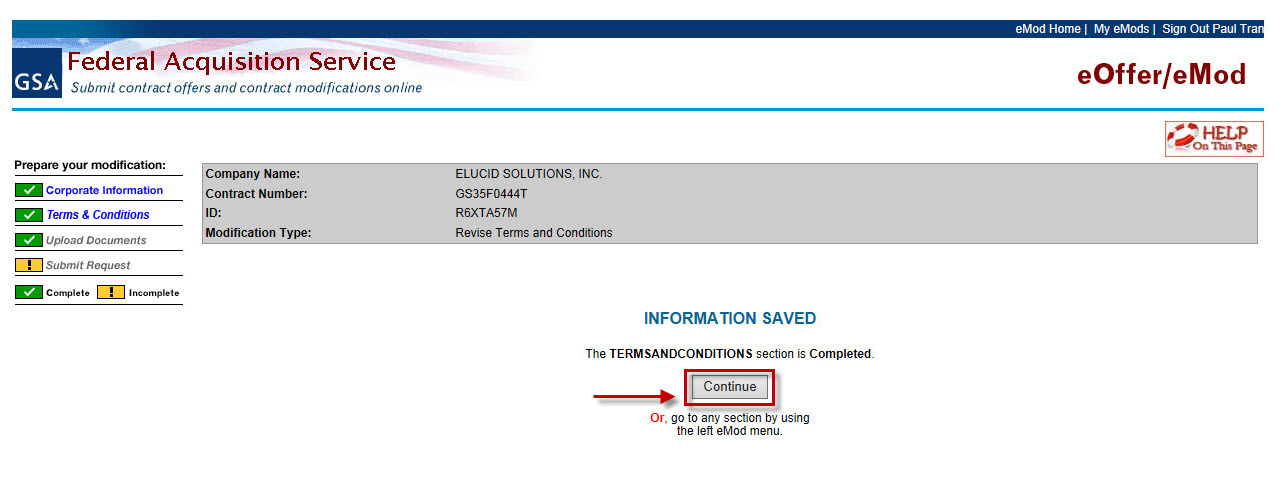 eMod Home | My eMods | Sign Out Paul Tran
GSA
Federal Acquisition Service
Submit contract offers and contract modifications online
eOffer/eMod
HELP
On This Page
Prepare your modification:
Corporate Information
Terms & Conditions
Upload Documents
! Submit Request
Complete ! Incomplete
Company Name: ELUCID SOLUTIONS, INC.
Contract Number: GS35F0444T
ID: R6XTA57M
Modification Type: Revise Terms and Conditions
INFORMATION SAVED
The TERMSANDCONDITIONS section is Completed.
Continue
Or, go to any section by using
the left eMod menu.